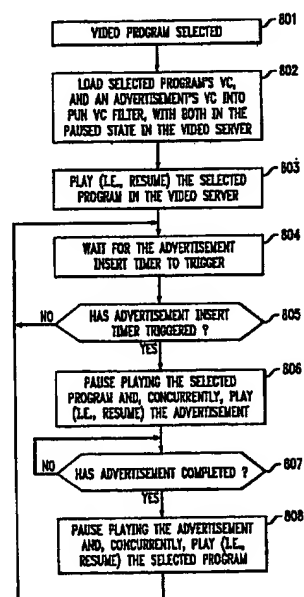 801
VIDEO PROGRAM SELECTED
802
LOAD SELECTED PROGRAM'S VC,
AND AN ADVERTISEMENT'S VC INTO
PUN VC FILTER, WITH BOTH IN THE
PAUSED STATE IN THE VIDEO SERVER
803
PLAY (I.E., RESUME) THE SELECTED
PROGRAM IN THE VIDEO SERVER
804
WAIT FOR THE ADVERTISEMENT
INSERT TIMER TO TRIGGER
805
NO
HAS ADVERTISEMENT INSERT
TIMER TRIGGERED ?
YES
806
PAUSE PLAYING THE SELECTED
PROGRAM AND, CONCURRENTLY, PLAY
(I.E., RESUME) THE ADVERTISEMENT
807
NO
HAS ADVERTISEMENT COMPLETED ?
YES
808
PAUSE PLAYING THE ADVERTISEMENT
AND, CONCURRENTLY, PLAY (I.E.,
RESUME) THE SELECTED PROGRAM